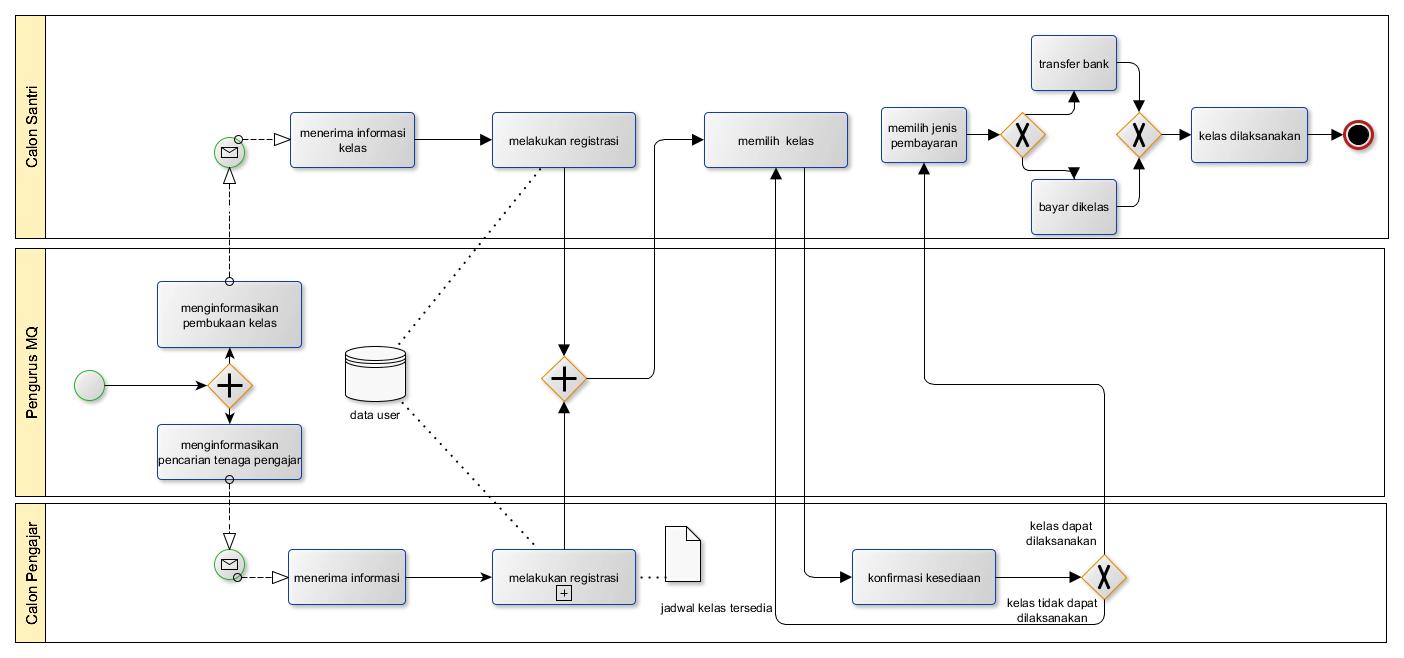 Calon Santri
menerima informasi
kelas
melakukan registrasi
memilih kelas
memilih jenis
pembayaran
transfer bank
bayar dikelas
kelas dilaksanakan
Pengurus MQ
menginformasikan
pembukaan kelas
menginformasikan
pencarian tenaga pengajar
data user
Calon Pengajar
menerima informasi
melakukan registrasi
jadwal kelas tersedia
konfirmasi kesediaan
kelas dapat
dilaksanakan
kelas tidak dapat
dilaksanakan